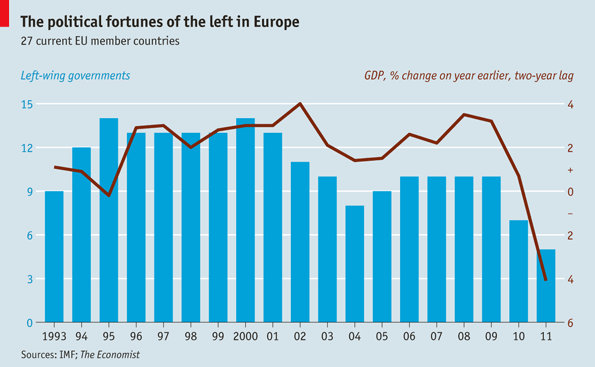 The political fortunes of the left in Europe
27 current EU member countries
Left-wing governments
GDP, % change on year earlier, two-year lag
15
12
9
6
3
0
4
2
+
0
–
2
4
6
1993 94 95 96 97 98 99 2000 01 02 03 04 05 06 07 08 09 10 11
Sources: IMF; The Economist